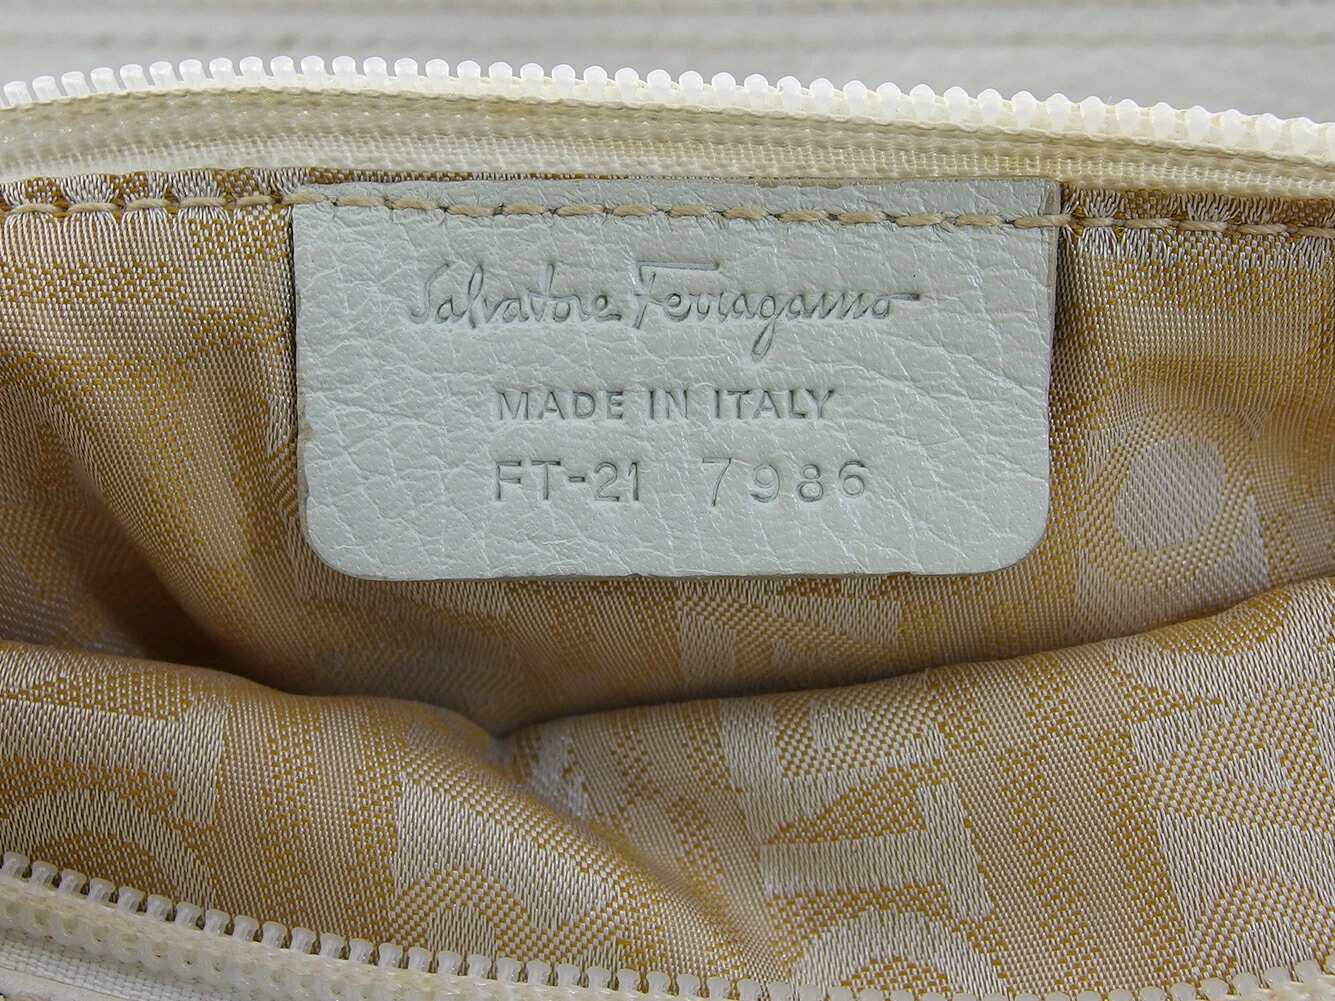 Salvatore Ferragamo
MADE IN ITALY
FT-21 7986